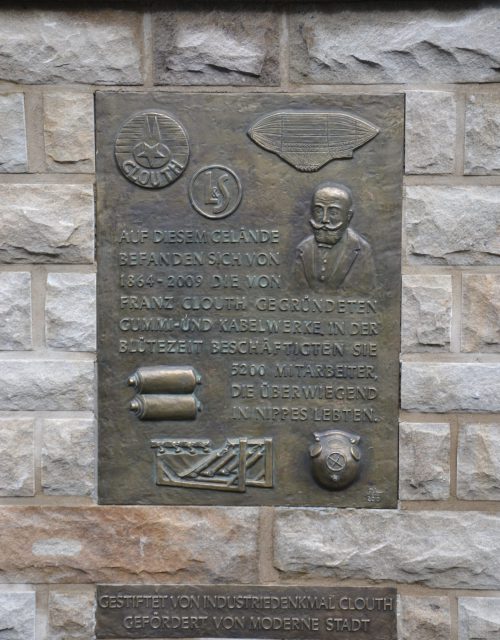 CLOUTH
L&S
AUF DIESEM GELÄNDE
BEFANDEN SICH VON
1864-2009 DIE VON
FRANZ CLOUTH GEGRÜNDETEN
GUMMI- UND KABELWERKE. IN DER
BLÜTEZEIT BESCHÄFTIGTEN SIE
5200 MITARBEITER,
DIE ÜBERWIEGEND
IN NIPPES LEBTEN.
GESTIFTET VON INDUSTRIEDENKMAL CLOUTH
GEFÖRDERT VON MODERNE STADT